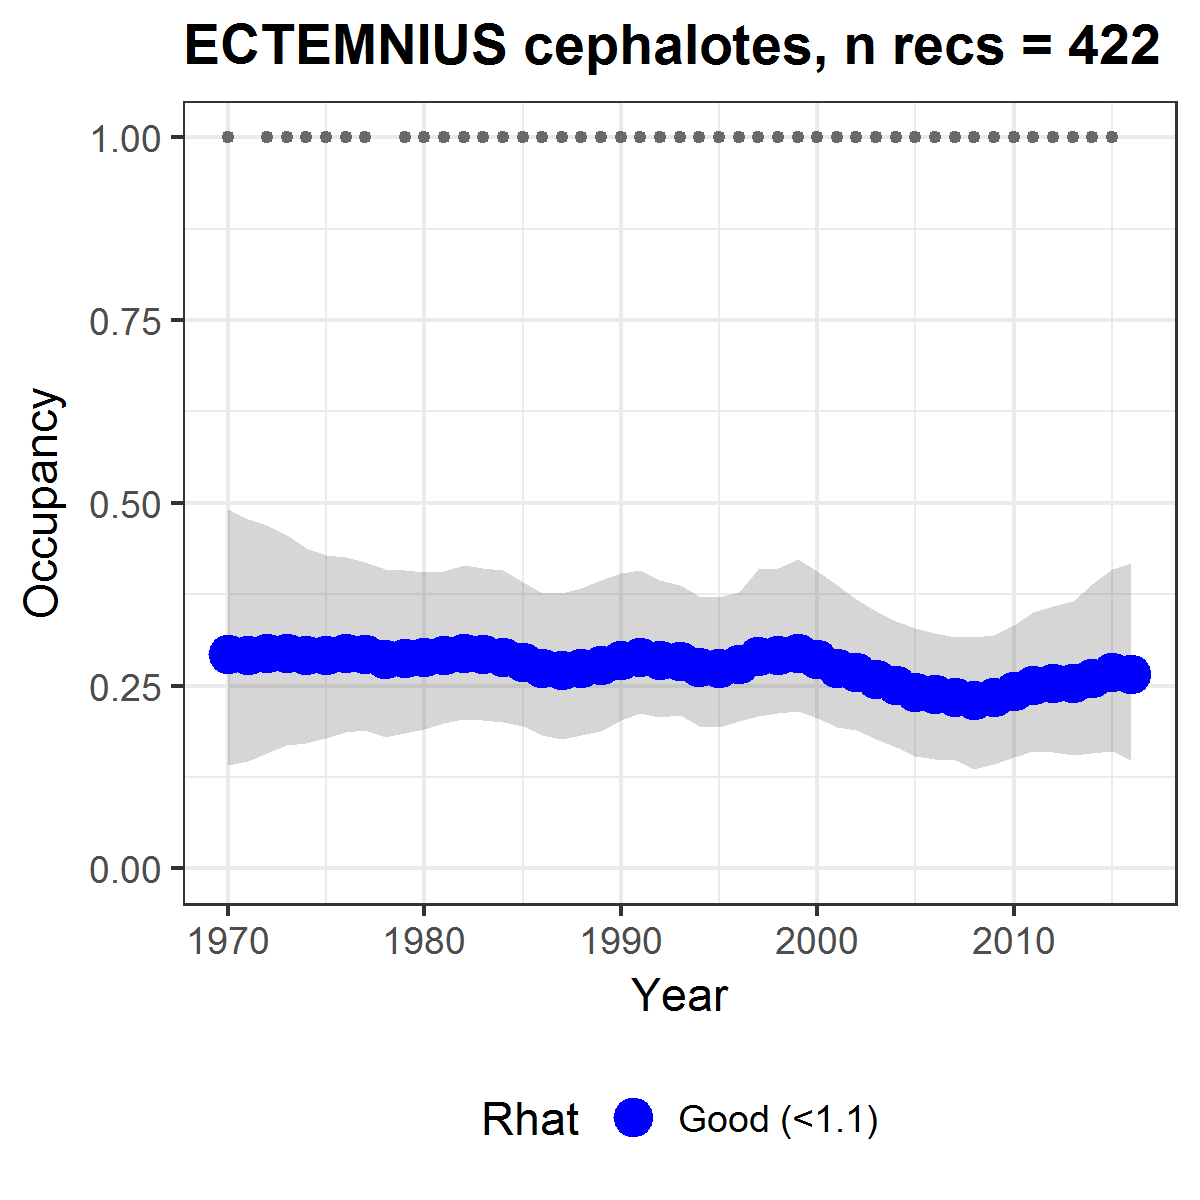 ECTEMNIUS cephalotes, n recs = 422
1.00
0.75
0.50
0.25
0.00
Occupancy
1970 1980 1990 2000 2010
Year
Rhat Good (<1.1)